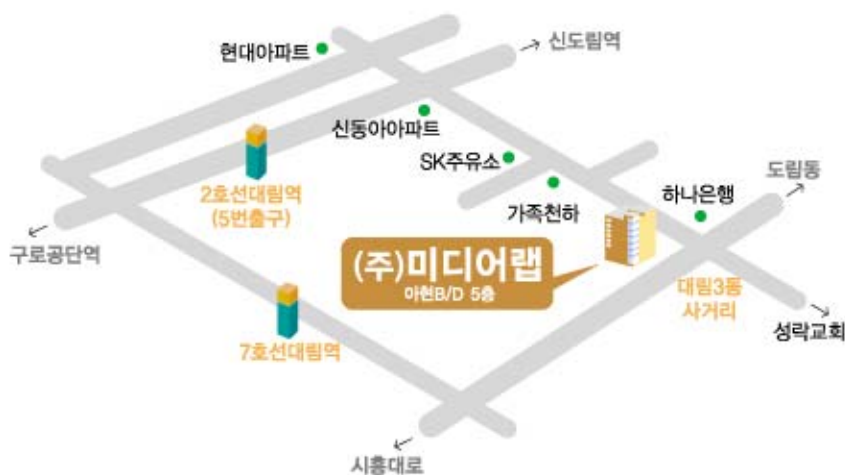 현대아파트
신도림역
신동아아파트
SK주유소
도림동
2호선대림역
(5번출구)
가족천하
하나은행
구로공단역
(주)미디어랩
아현B/D 5층
대림3동
사거리
성락교회
7호선대림역
시흥대로